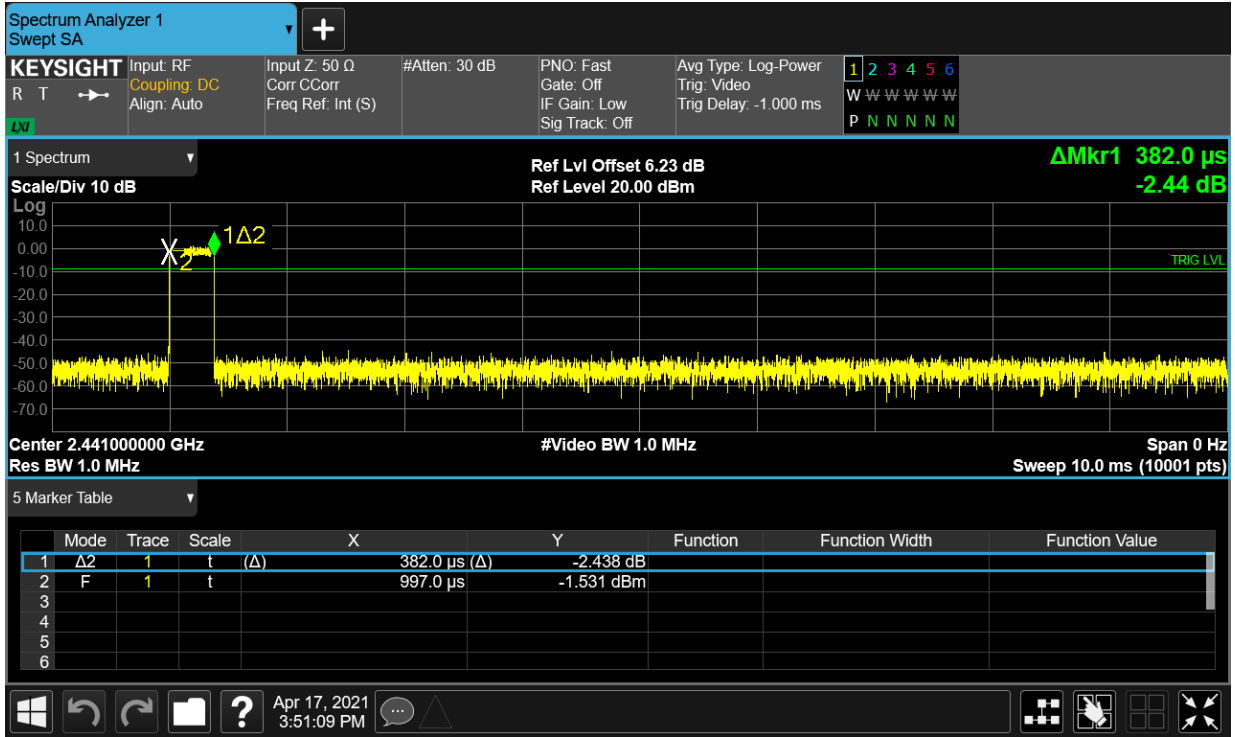 Spectrum Analyzer 1
Swept SA
+
KEYSIGHT Input: RF Input Z: 50 Ω #Atten: 30 dB PNO: Fast Avg Type: Log-Power 1 2 3 4 5 6
R T Coupling: DC Corr CCorr Gate: Off Trig: Video W W W W W W
Align: Auto Freq Ref: Int (S) IF Gain: Low Trig Delay: -1.000 ms
LXI Sig Track: Off P N N N N N
1 Spectrum
Ref Lvl Offset 6.23 dB ΔMkr1 382.0 µs
Scale/Div 10 dB Ref Level 20.00 dBm -2.44 dB
Log
10.0
1Δ2
0.00
2
TRIG LVL
-10.0
-20.0
-30.0
-40.0
-50.0
-60.0
-70.0
Center 2.441000000 GHz #Video BW 1.0 MHz Span 0 Hz
Res BW 1.0 MHz Sweep 10.0 ms (10001 pts)
5 Marker Table
Mode Trace Scale X Y Function Function Width Function Value
1 Δ2 1 t (Δ) 382.0 µs (Δ) -2.438 dB
2 F 1 t 997.0 µs -1.531 dBm
3
4
5
6
?
Apr 17, 2021
3:51:09 PM